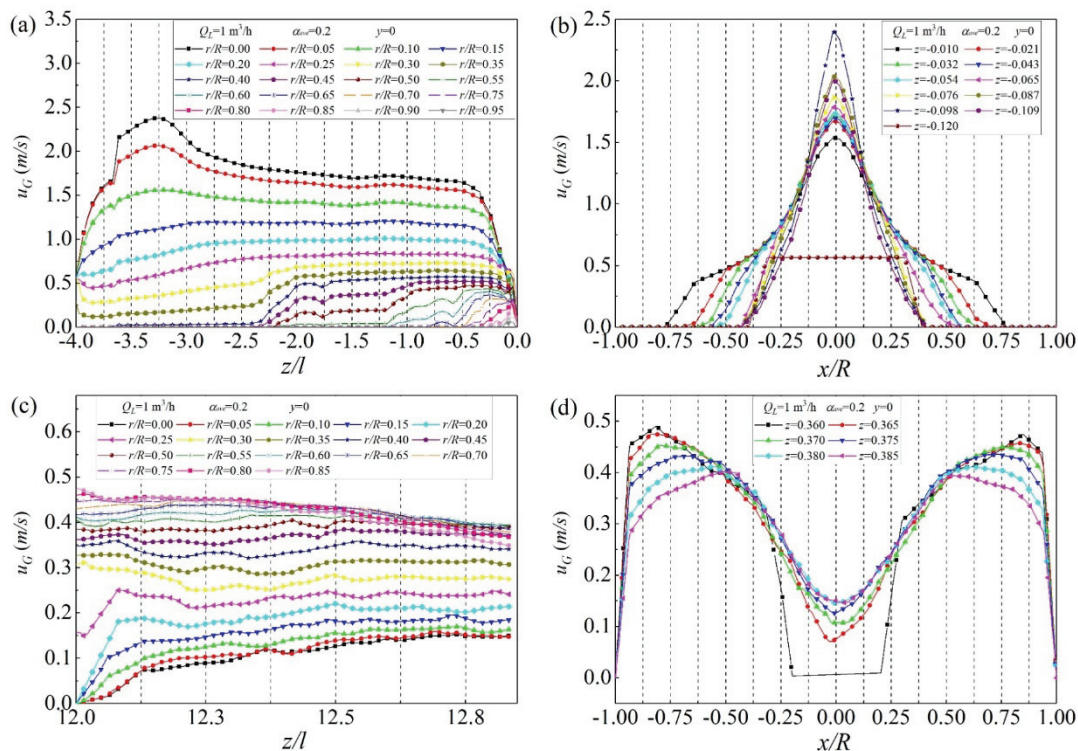 (a)
Q_L=1 m³/h α_ave=0.2 y=0
r/R=0.00 r/R=0.05 r/R=0.10 r/R=0.15
r/R=0.20 r/R=0.25 r/R=0.30 r/R=0.35
r/R=0.40 r/R=0.45 r/R=0.50 r/R=0.55
r/R=0.60 r/R=0.65 r/R=0.70 r/R=0.75
r/R=0.80 r/R=0.85 r/R=0.90 r/R=0.95
3.5
3.0
2.5
2.0
1.5
1.0
0.5
0.0
u_G (m/s)
-4.0 -3.5 -3.0 -2.5 -2.0 -1.5 -1.0 -0.5 0.0
z/l
(b)
Q_L=1 m³/h α_ave=0.2 y=0
z=-0.010 z=-0.021
z=-0.032 z=-0.043
z=-0.054 z=-0.065
z=-0.076 z=-0.087
z=-0.098 z=-0.109
z=-0.120
2.5
2.0
1.5
1.0
0.5
0.0
u_G (m/s)
-1.00 -0.75 -0.50 -0.25 0.00 0.25 0.50 0.75 1.00
x/R
(c)
Q_L=1 m³/h α_ave=0.2 y=0
r/R=0.00 r/R=0.05 r/R=0.10 r/R=0.15 r/R=0.20
r/R=0.25 r/R=0.30 r/R=0.35 r/R=0.40 r/R=0.45
r/R=0.50 r/R=0.55 r/R=0.60 r/R=0.65 r/R=0.70
r/R=0.75 r/R=0.80 r/R=0.85
0.6
0.5
0.4
0.3
0.2
0.1
0.0
u_G (m/s)
12.0 12.3 12.5 12.8
z/l
(d)
Q_L=1 m³/h α_ave=0.2 y=0
z=0.360 z=0.365
z=0.370 z=0.375
z=0.380 z=0.385
0.5
0.4
0.3
0.2
0.1
0.0
u_G (m/s)
-1.00 -0.75 -0.50 -0.25 0.00 0.25 0.50 0.75 1.00
x/R